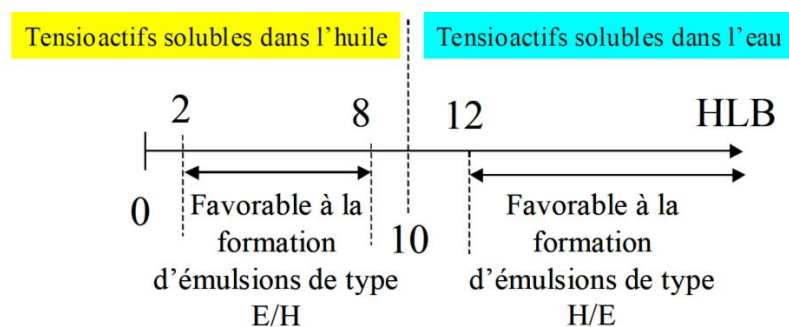 Tensioactifs solubles dans l’huile
Tensioactifs solubles dans l’eau
2
8
12
HLB
0
10
Favorable à la
formation
d’émulsions de type
E/H
Favorable à la
formation
d’émulsions de type
H/E